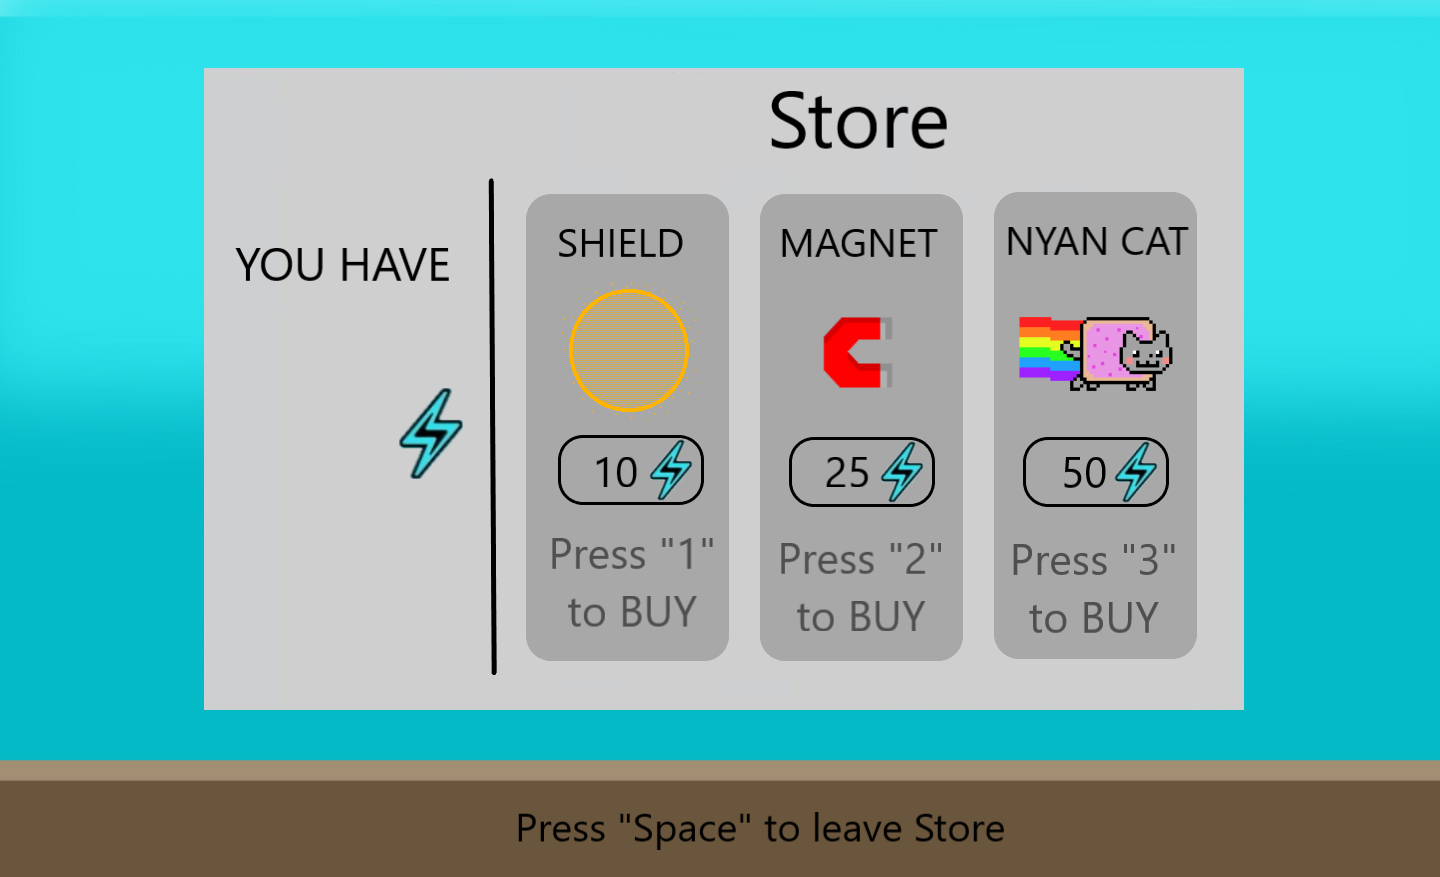 Store
YOU HAVE
SHIELD
10
Press "1"
to BUY
MAGNET
25
Press "2"
to BUY
NYAN CAT
50
Press "3"
to BUY
Press "Space" to leave Store